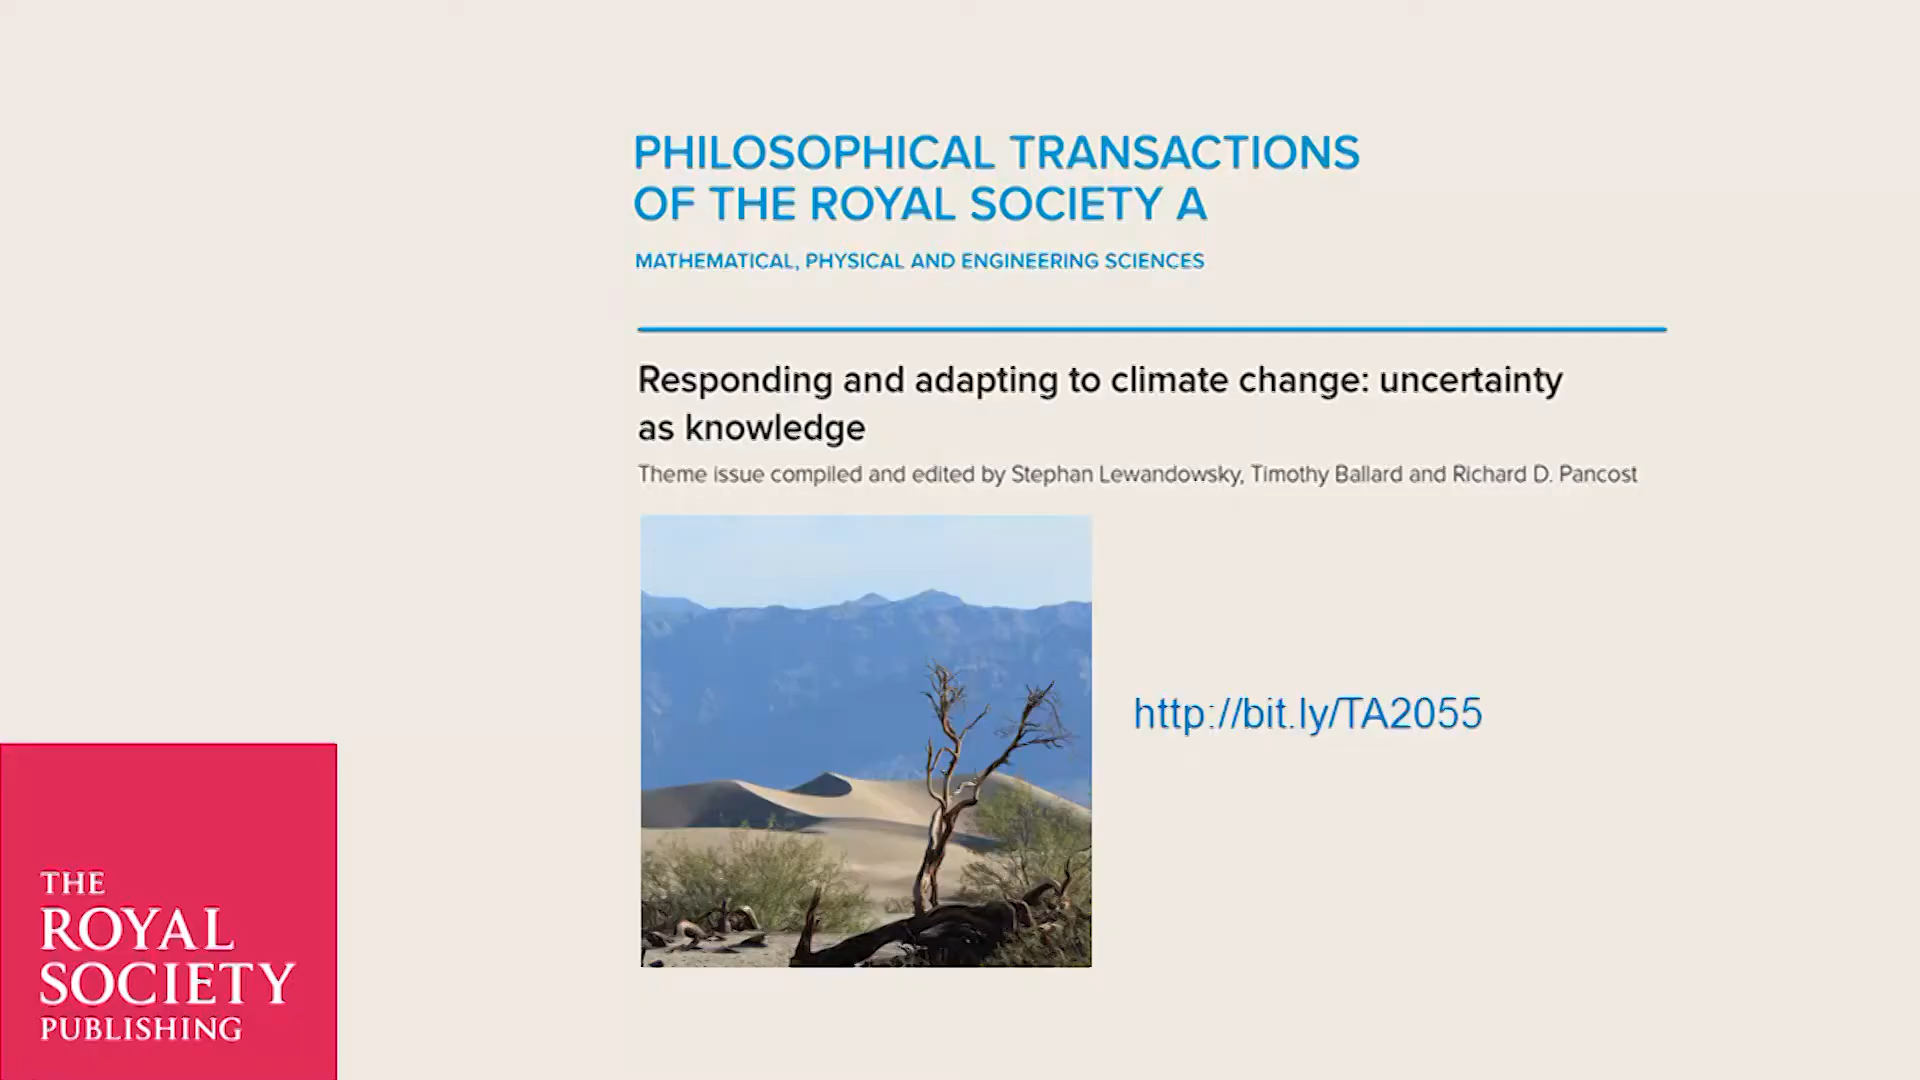 PHILOSOPHICAL TRANSACTIONS
OF THE ROYAL SOCIETY A
MATHEMATICAL, PHYSICAL AND ENGINEERING SCIENCES
Responding and adapting to climate change: uncertainty
as knowledge
Theme issue compiled and edited by Stephan Lewandowsky, Timothy Ballard and Richard D. Pancost
http://bit.ly/TA2055
THE
ROYAL
SOCIETY
PUBLISHING